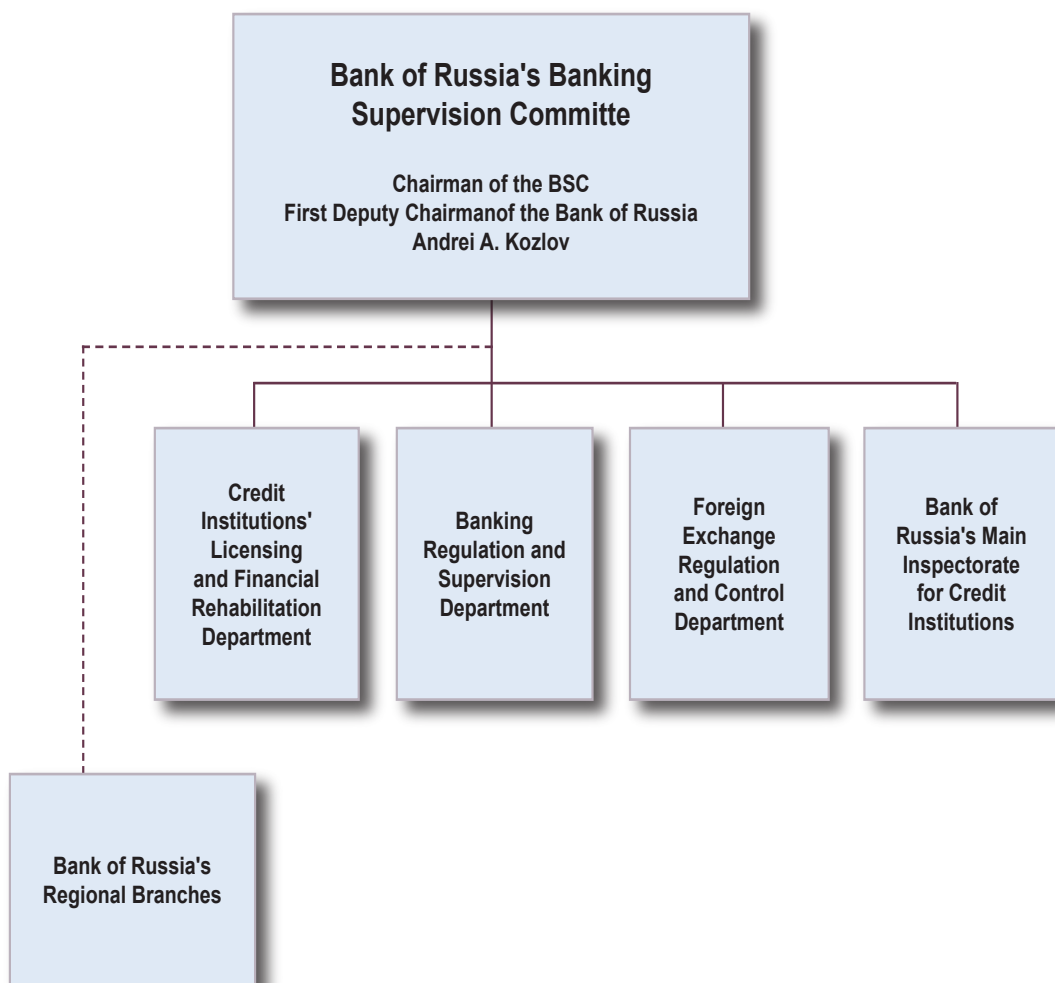 Bank of Russia's Banking
Supervision Committe
Chairman of the BSC
First Deputy Chairmanof the Bank of Russia
Andrei A. Kozlov
Credit
Institutions'
Licensing
and Financial
Rehabilitation
Department
Banking
Regulation and
Supervision
Department
Foreign
Exchange
Regulation
and Control
Department
Bank of
Russia's Main
Inspectorate
for Credit
Institutions
Bank of Russia's
Regional Branches